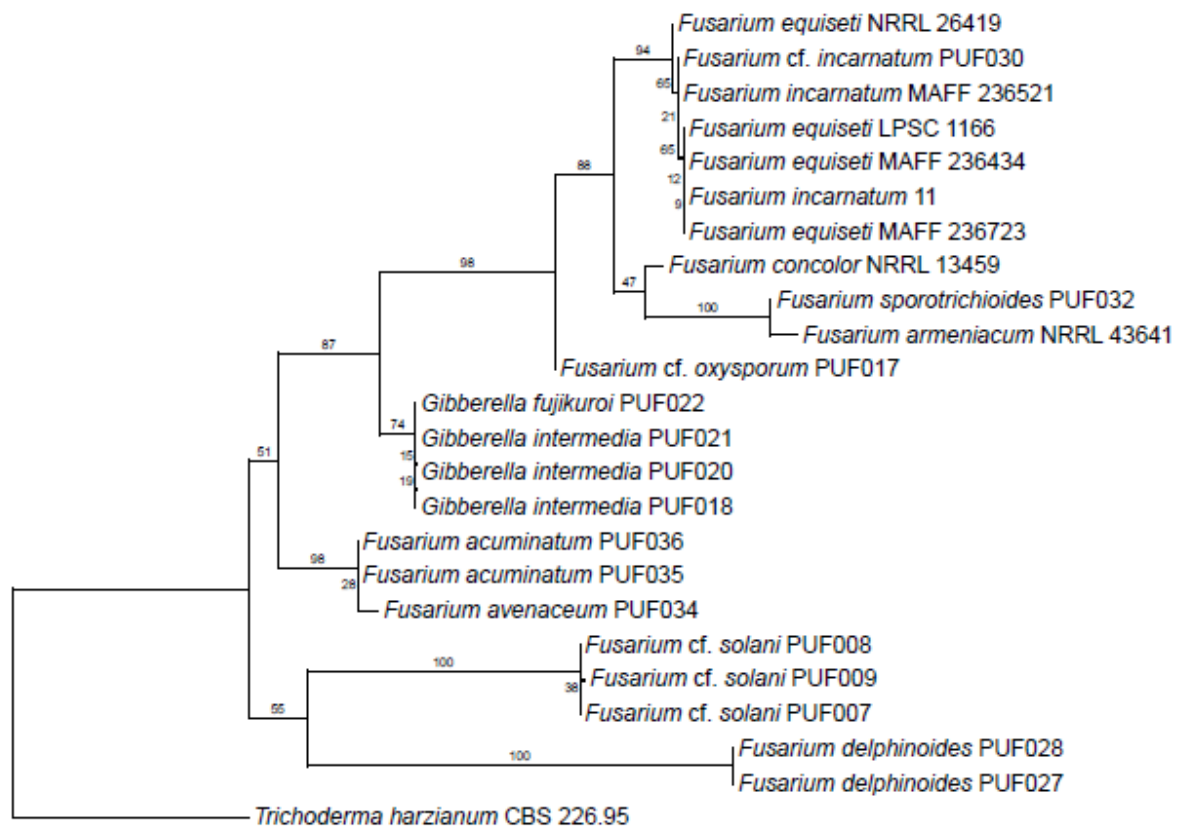 Fusarium equiseti NRRL 26419
94
Fusarium cf. incarnatum PUF030
65
Fusarium incarnatum MAFF 236521
21
Fusarium equiseti LPSC 1166
65
Fusarium equiseti MAFF 236434
88
12
Fusarium incarnatum 11
9
Fusarium equiseti MAFF 236723
98
Fusarium concolor NRRL 13459
47
Fusarium sporotrichioides PUF032
100
Fusarium armeniacum NRRL 43641
87
Fusarium cf. oxysporum PUF017
Gibberella fujikuroi PUF022
74
Gibberella intermedia PUF021
51
15
Gibberella intermedia PUF020
19
Gibberella intermedia PUF018
Fusarium acuminatum PUF036
98
Fusarium acuminatum PUF035
28
Fusarium avenaceum PUF034
Fusarium cf. solani PUF008
100
Fusarium cf. solani PUF009
38
Fusarium cf. solani PUF007
55
Fusarium delphinoides PUF028
100
Fusarium delphinoides PUF027
Trichoderma harzianum CBS 226.95